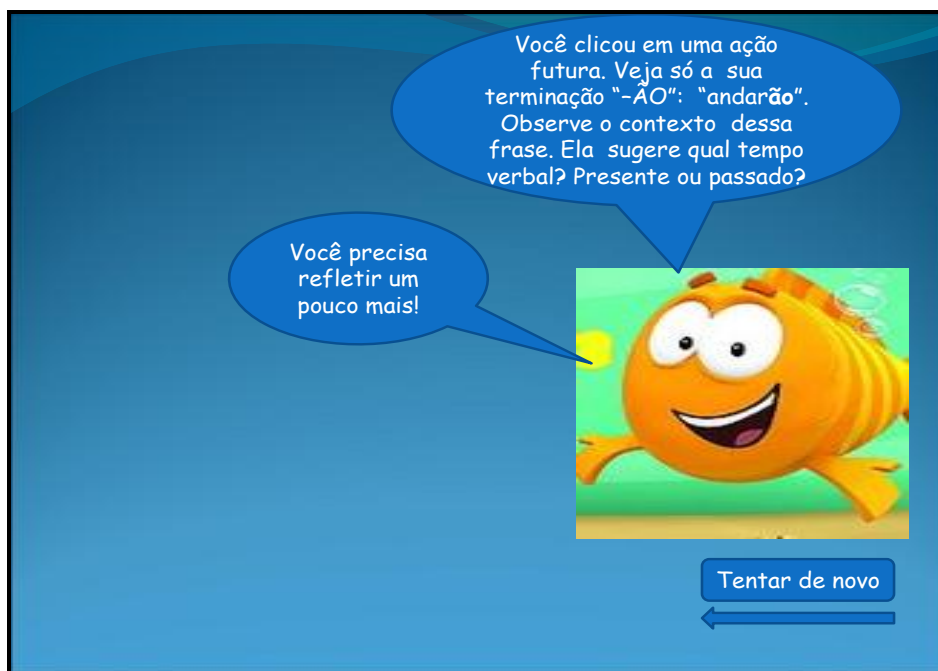 Você clicou em uma ação
futura. Veja só a sua
terminação “–ÃO”: “andarão”.
Observe o contexto dessa
frase. Ela sugere qual tempo
verbal? Presente ou passado?
Você precisa
refletir um
pouco mais!
Tentar de novo